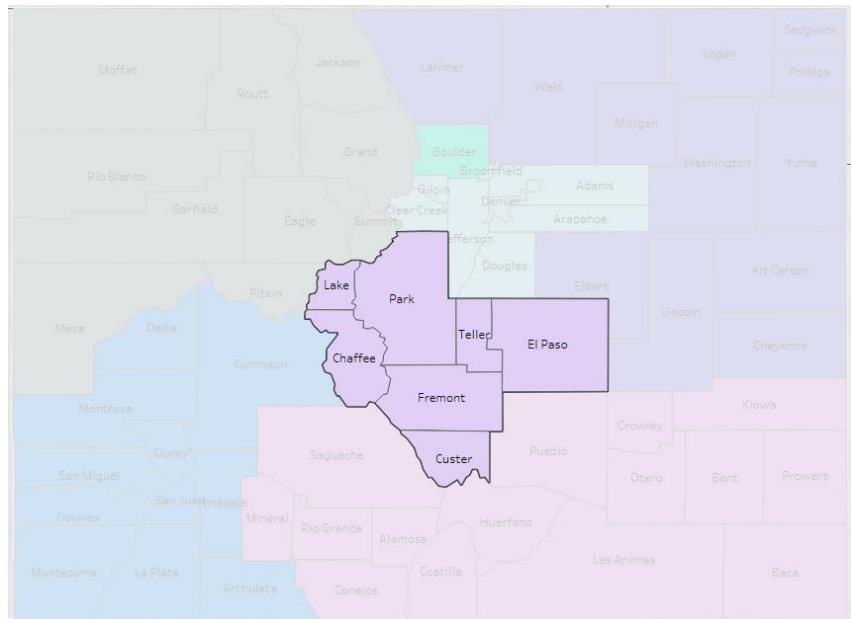 Sedgwick
Jackson
Logan
Moffat
Larimer
Phillips
Weld
Routt
Morgan
Grand
Boulder
Washington
Yuma
Broomfield
Rio Blanco
Adams
Gilpin
Denver
Garfield
Clear Creek
Arapahoe
Eagle
Summit
efferson
Douglas
Kit Carson
Lake
Elbert
Pitkin
Park
Lincoln
Mesa
Delta
Teller
El Paso
Cheyenne
Chaffee
Gunnison
Fremont
Kiowa
Montrose
Crowley
Ouray
Saguache
Custer
Pueblo
San Miguel
Otero
Bent
Prowers
San Juan
Hinsdale
Dolores
Mineral
Rio Grande
Huerfano
Alamosa
Las Animas
Montezuma
La Plata
Costilla
Baca
Archuleta
Conejos